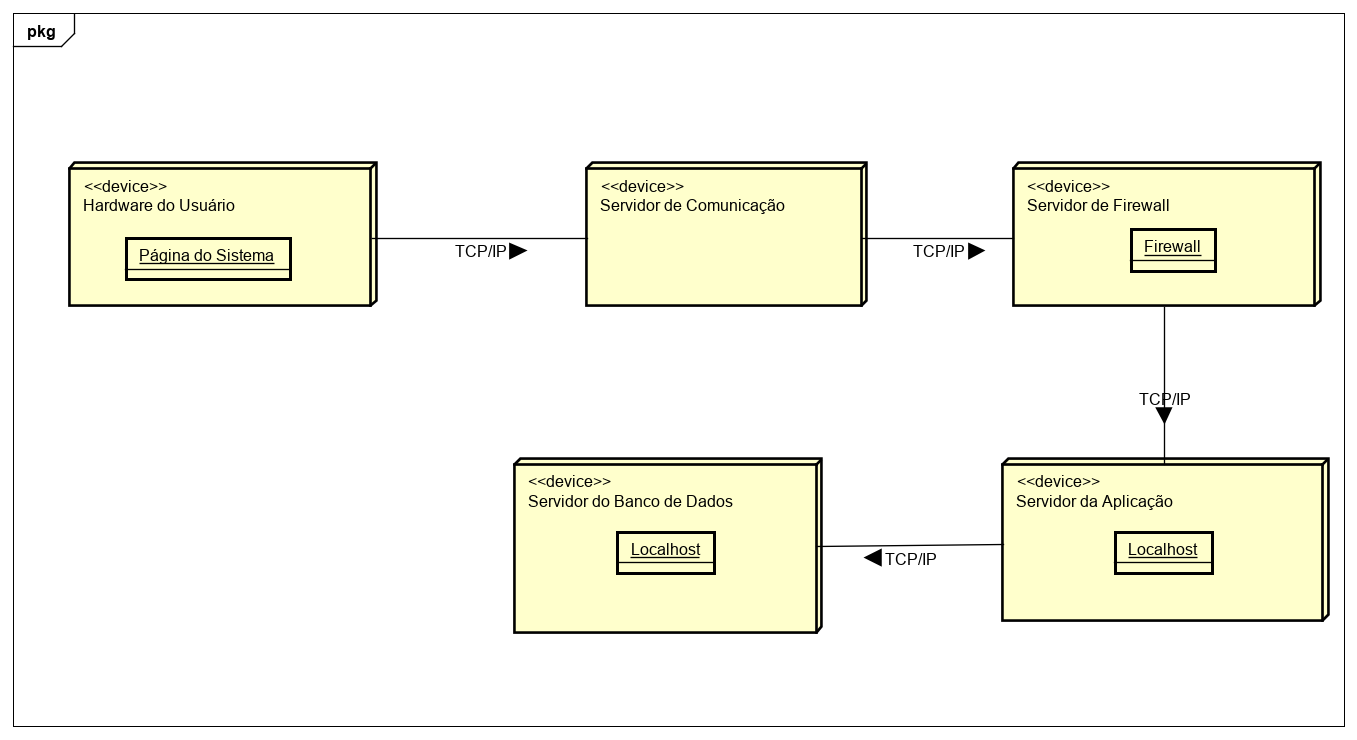 pkg
<<device>>
Hardware do Usuário
Página do Sistema
TCP/IP
<<device>>
Servidor de Comunicação
TCP/IP
<<device>>
Servidor de Firewall
Firewall
TCP/IP
<<device>>
Servidor do Banco de Dados
Localhost
TCP/IP
<<device>>
Servidor da Aplicação
Localhost